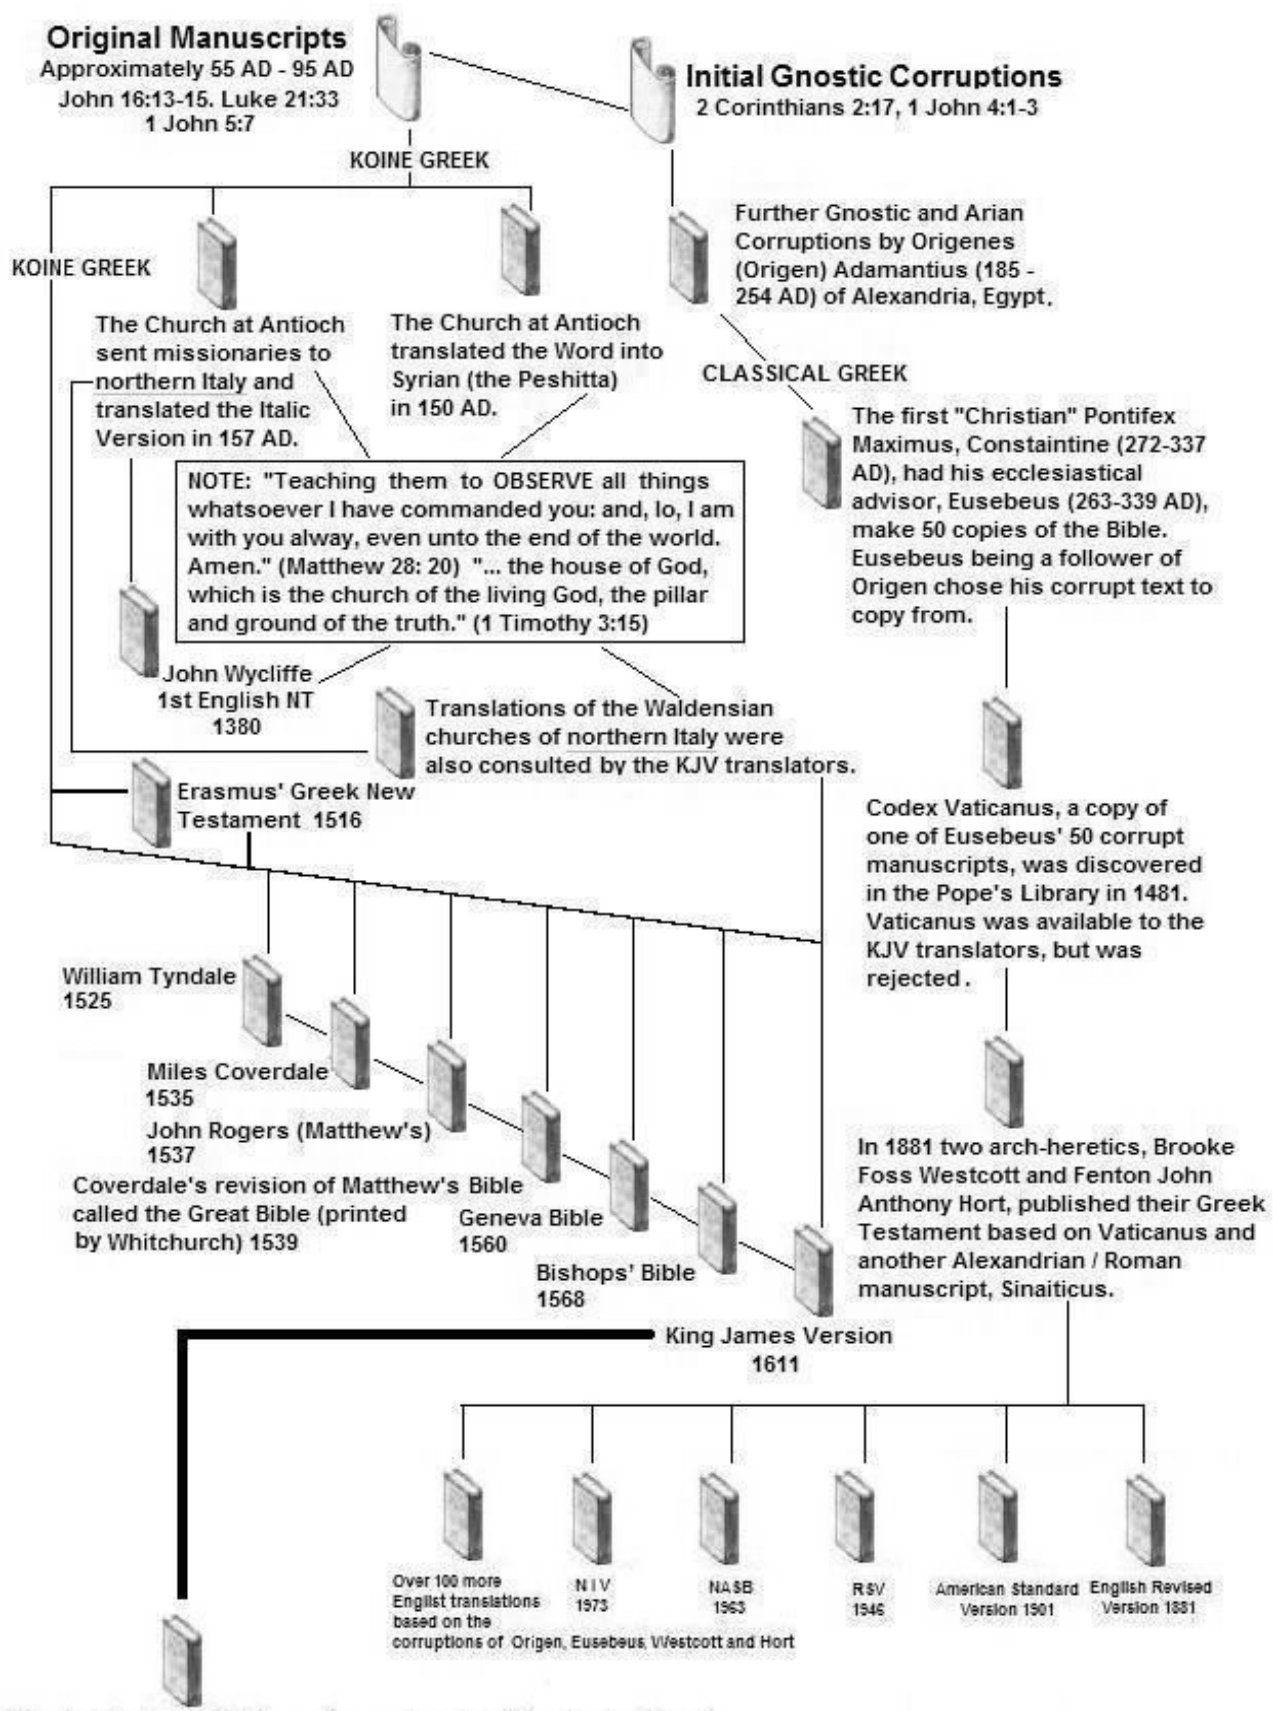 Original Manuscripts
Approximately 55 AD - 95 AD
John 16:13-15. Luke 21:33
1 John 5:7
Initial Gnostic Corruptions
2 Corinthians 2:17, 1 John 4:1-3
KOINE GREEK
KOINE GREEK
Further Gnostic and Arian
Corruptions by Origenes
(Origen) Adamantius (185 -
254 AD) of Alexandria, Egypt.
The Church at Antioch
sent missionaries to
northern Italy and
translated the Italic
Version in 157 AD.
The Church at Antioch
translated the Word into
Syrian (the Peshitta)
in 150 AD.
CLASSICAL GREEK
The first "Christian" Pontifex
Maximus, Constaintine (272-337
AD), had his ecclesiastical
advisor, Eusebeus (263-339 AD),
make 50 copies of the Bible.
Eusebeus being a follower of
Origen chose his corrupt text to
copy from.
NOTE: "Teaching them to OBSERVE all things
whatsoever I have commanded you: and, lo, I am
with you alway, even unto the end of the world.
Amen." (Matthew 28: 20) "... the house of God,
which is the church of the living God, the pillar
and ground of the truth." (1 Timothy 3:15)
John Wycliffe
1st English NT
1380
Translations of the Waldensian
churches of northern Italy were
also consulted by the KJV translators.
Erasmus' Greek New
Testament 1516
Codex Vaticanus, a copy of
one of Eusebeus' 50 corrupt
manuscripts, was discovered
in the Pope's Library in 1481.
Vaticanus was available to the
KJV translators, but was
rejected .
William Tyndale
1525
Miles Coverdale
1535
John Rogers (Matthew's)
1537
Coverdale's revision of Matthew's Bible
called the Great Bible (printed
by Whitchurch) 1539
Geneva Bible
1560
Bishops' Bible
1568
King James Version
1611
In 1881 two arch-heretics, Brooke
Foss Westcott and Fenton John
Anthony Hort, published their Greek
Testament based on Vaticanus and
another Alexandrian / Roman
manuscript, Sinaiticus.
Over 100 more
Englist translations
based on the
corruptions of Origen, Eusebeus, Westcott and Hort
N I V
1973
NASB
1963
RSV
1946
American Standard
Version 1901
English Revised
Version 1881